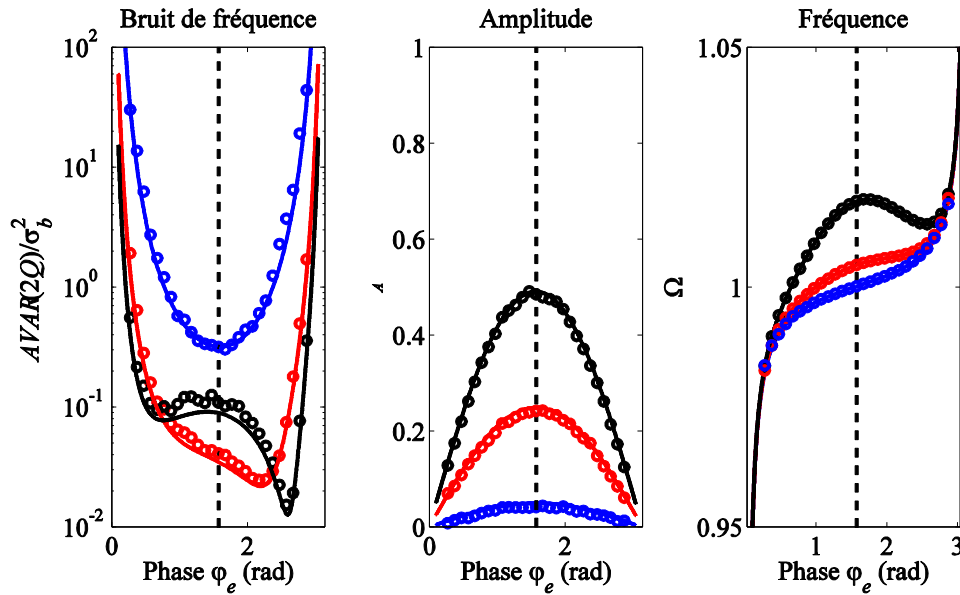 Bruit de fréquence
AVAR(2Q)/σ_b^2
10^2
10^1
10^0
10^-1
10^-2
0
2
Phase φ_e (rad)
Amplitude
A
1
0.8
0.6
0.4
0.2
0
0
2
Phase φ_e (rad)
Fréquence
Ω
1.05
1
0.95
1
2
3
Phase φ_e (rad)